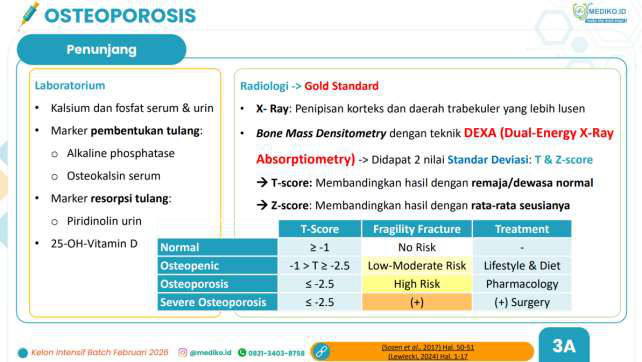 OSTEOPOROSIS
MEDIKO.ID
Penunjang
Laboratorium
• Kalsium dan fosfat serum & urin
• Marker pembentukan tulang:
o Alkaline phosphatase
o Osteokalsin serum
• Marker resorpsi tulang:
o Piridinolin urin
• 25-OH-Vitamin D
Radiologi -> Gold Standard
• X- Ray: Penipisan korteks dan daerah trabekuler yang lebih lusen
• Bone Mass Densitometry dengan teknik DEXA (Dual-Energy X-Ray
Absorptiometry) -> Didapat 2 nilai Standar Deviasi: T & Z-score
→ T-score: Membandingkan hasil dengan remaja/dewasa normal
→ Z-score: Membandingkan hasil dengan rata-rata seusianya
T-Score Fragility Fracture Treatment
Normal ≥ -1 No Risk -
Osteopenic -1 > T ≥ -2.5 Low-Moderate Risk Lifestyle & Diet
Osteoporosis ≤ -2.5 High Risk Pharmacology
Severe Osteoporosis ≤ -2.5 (+) (+) Surgery
Kelon Intensif Batch Februari 2026 @mediko.id 0821-3403-8758
(Sozen et al., 2017) Hal. 50-51
(Lewiecki, 2024) Hal. 1-17
3A